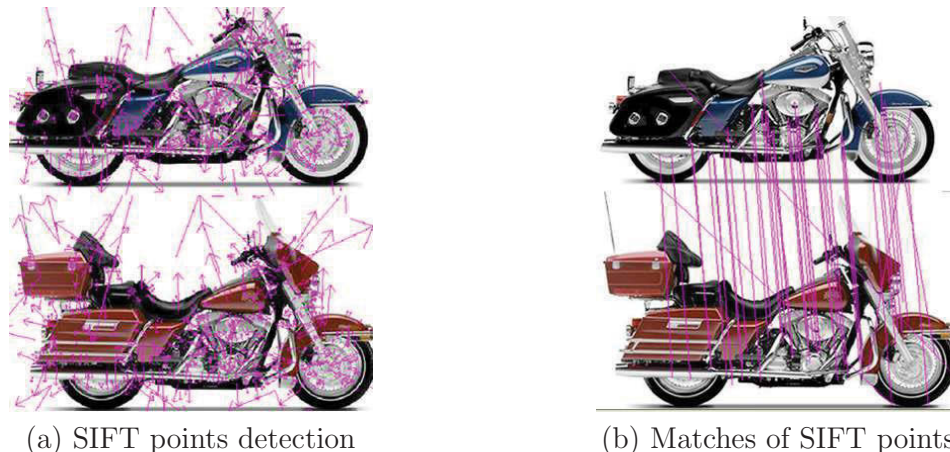 (a) SIFT points detection
(b) Matches of SIFT points